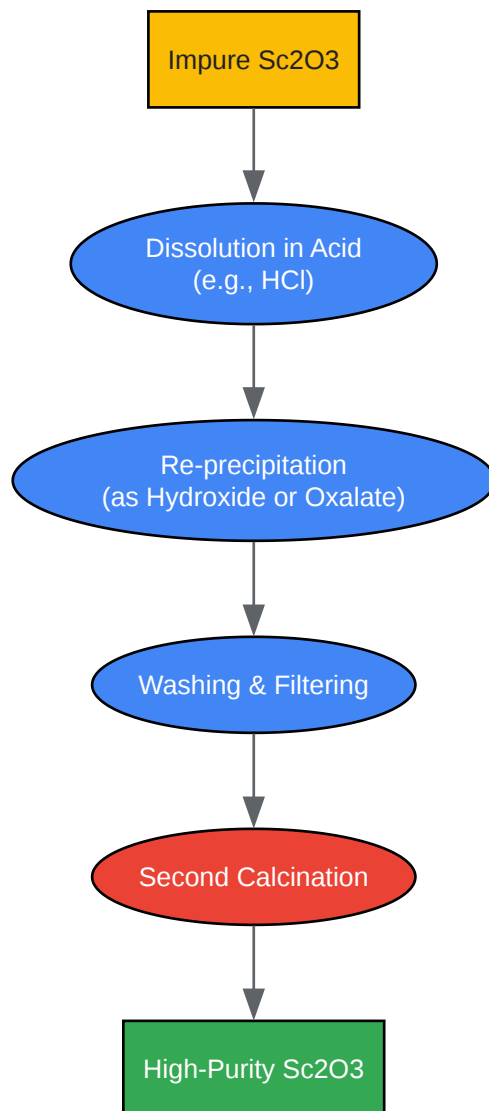 Impure Sc2O3
Dissolution in Acid
(e.g., HCl)
Re-precipitation
(as Hydroxide or Oxalate)
Washing & Filtering
Second Calcination
High-Purity Sc2O3